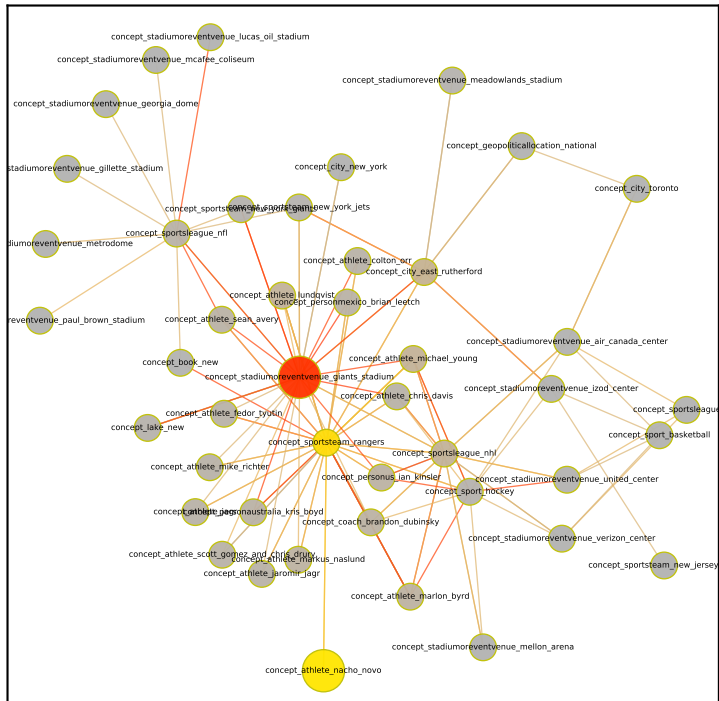 concept_stadiumoreventvenue_lucas_oil_stadium
concept_stadiumoreventvenue_mcafee_coliseum
concept_stadiumoreventvenue_meadowlands_stadium
concept_stadiumoreventvenue_georgia_dome
concept_geopoliticallocation_national
stadiumoreventvenue_gillette_stadium
concept_city_new_york
concept_city_toronto
concept_sportsteam_new_york_giants
concept_sportsteam_new_york_jets
concept_sportsleague_nfl
diumoreventvenue_metrodome
concept_athlete_colton_orr
concept_city_east_rutherford
concept_athlete_lundqvist
concept_personmexico_brian_leetch
reventvenue_paul_brown_stadium
concept_athlete_sean_avery
concept_stadiumoreventvenue_air_canada_center
concept_book_new
concept_athlete_michael_young
concept_stadiumoreventvenue_giants_stadium
concept_stadiumoreventvenue_izod_center
concept_athlete_chris_davis
concept_athlete_fedor_tyutin
concept_sportsleague
concept_lake_new
concept_sport_basketball
concept_sportsteam_rangers
concept_sportsleague_nhl
concept_athlete_mike_richter
concept_personus_ian_kinsler
concept_stadiumoreventvenue_united_center
concept_sport_hockey
concept_personaustralia_kris_boyd
concept_coach_brandon_dubinsky
concept_stadiumoreventvenue_verizon_center
concept_athlete_scott_gomez_and_chris_drury
concept_athlete_markus_naslund
concept_sportsteam_new_jersey
concept_athlete_jaromir_jagr
concept_athlete_marlon_byrd
concept_stadiumoreventvenue_mellon_arena
concept_athlete_nacho_novo